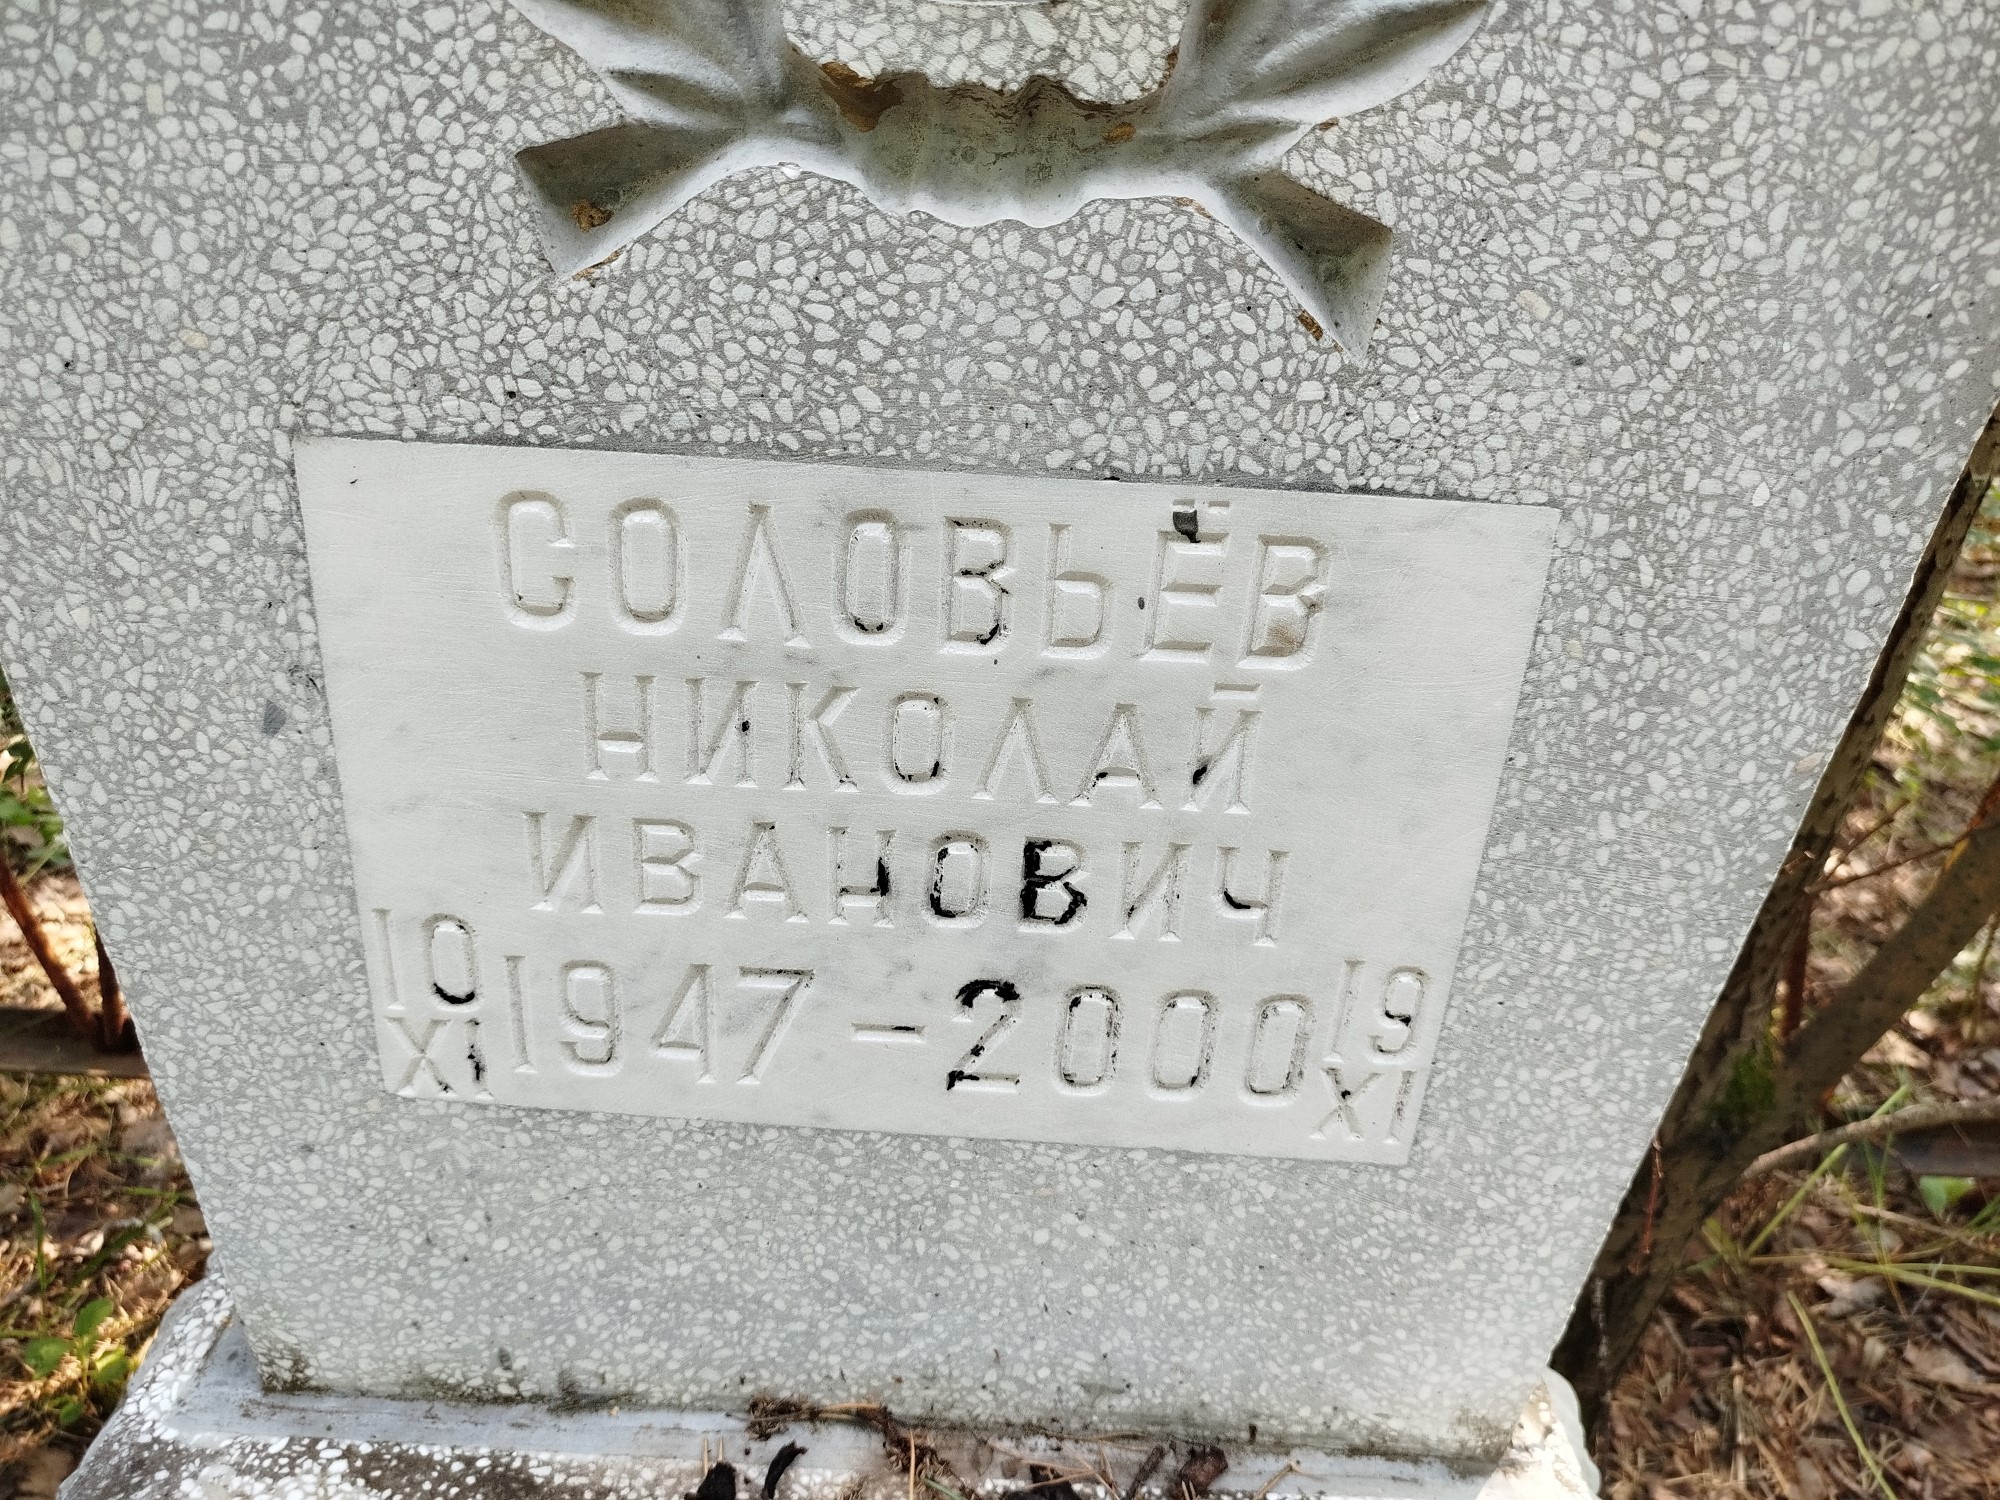 СОЛОВЬЁВ
НИКОЛАЙ
ИВАНОВИЧ
10 XI 1947-2000 19 XI